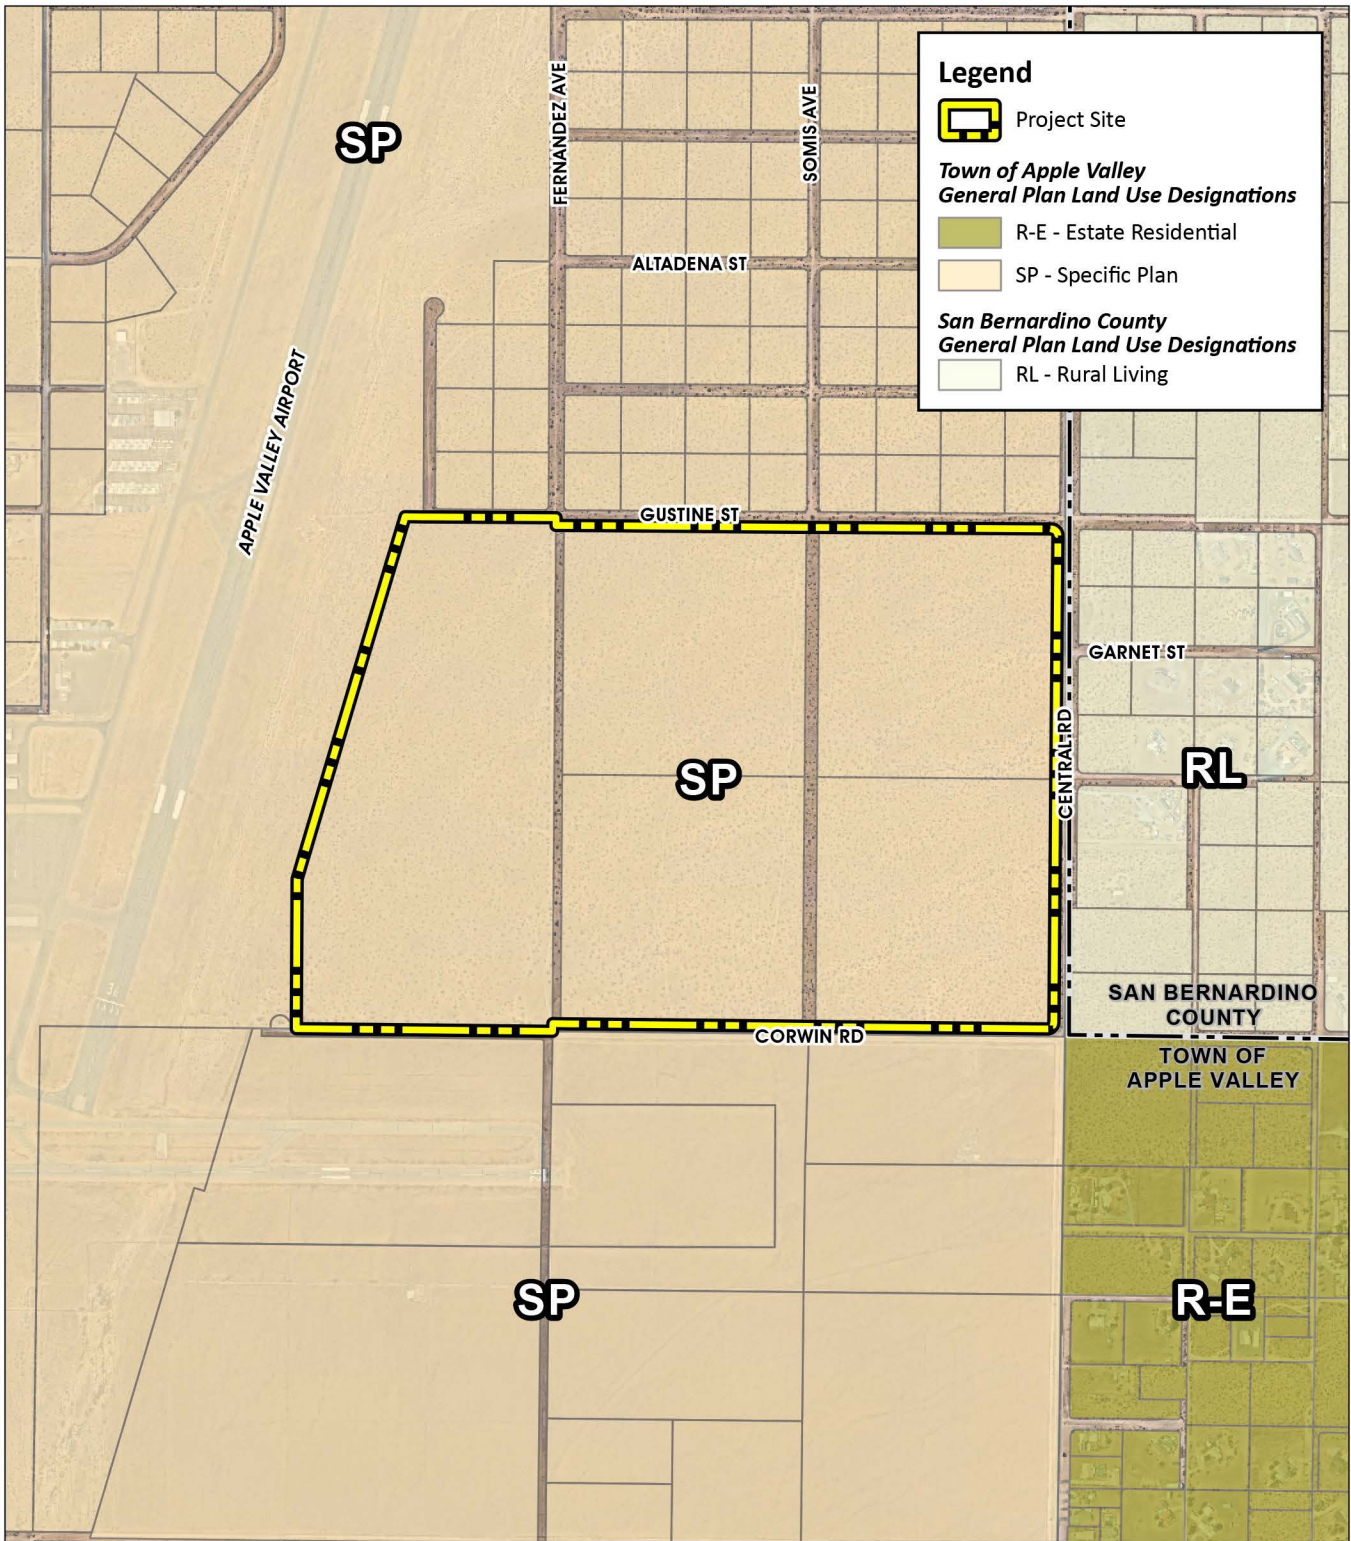 Legend
Project Site
Town of Apple Valley
General Plan Land Use Designations
R-E - Estate Residential
SP - Specific Plan
San Bernardino County
General Plan Land Use Designations
RL - Rural Living
SP
FERNANDEZ AVE
SOMIS AVE
ALTADENA ST
APPLE VALLEY AIRPORT
GUSTINE ST
GARNET ST
CENTRAL RD
SP
RL
SAN BERNARDINO
COUNTY
CORWIN RD
TOWN OF
APPLE VALLEY
SP
R-E